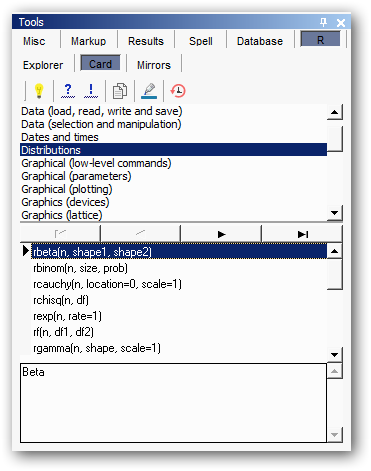 Tools
Misc Markup Results Spell Database R
Explorer Card Mirrors
Data (load, read, write and save)
Data (selection and manipulation)
Dates and times
Distributions
Graphical (low-level commands)
Graphical (parameters)
Graphical (plotting)
Graphics (devices)
Graphics (lattice)
rbeta(n, shape1, shape2)
rbinom(n, size, prob)
rcauchy(n, location=0, scale=1)
rchisq(n, df)
rexp(n, rate=1)
rf(n, df1, df2)
rgamma(n, shape, scale=1)
Beta